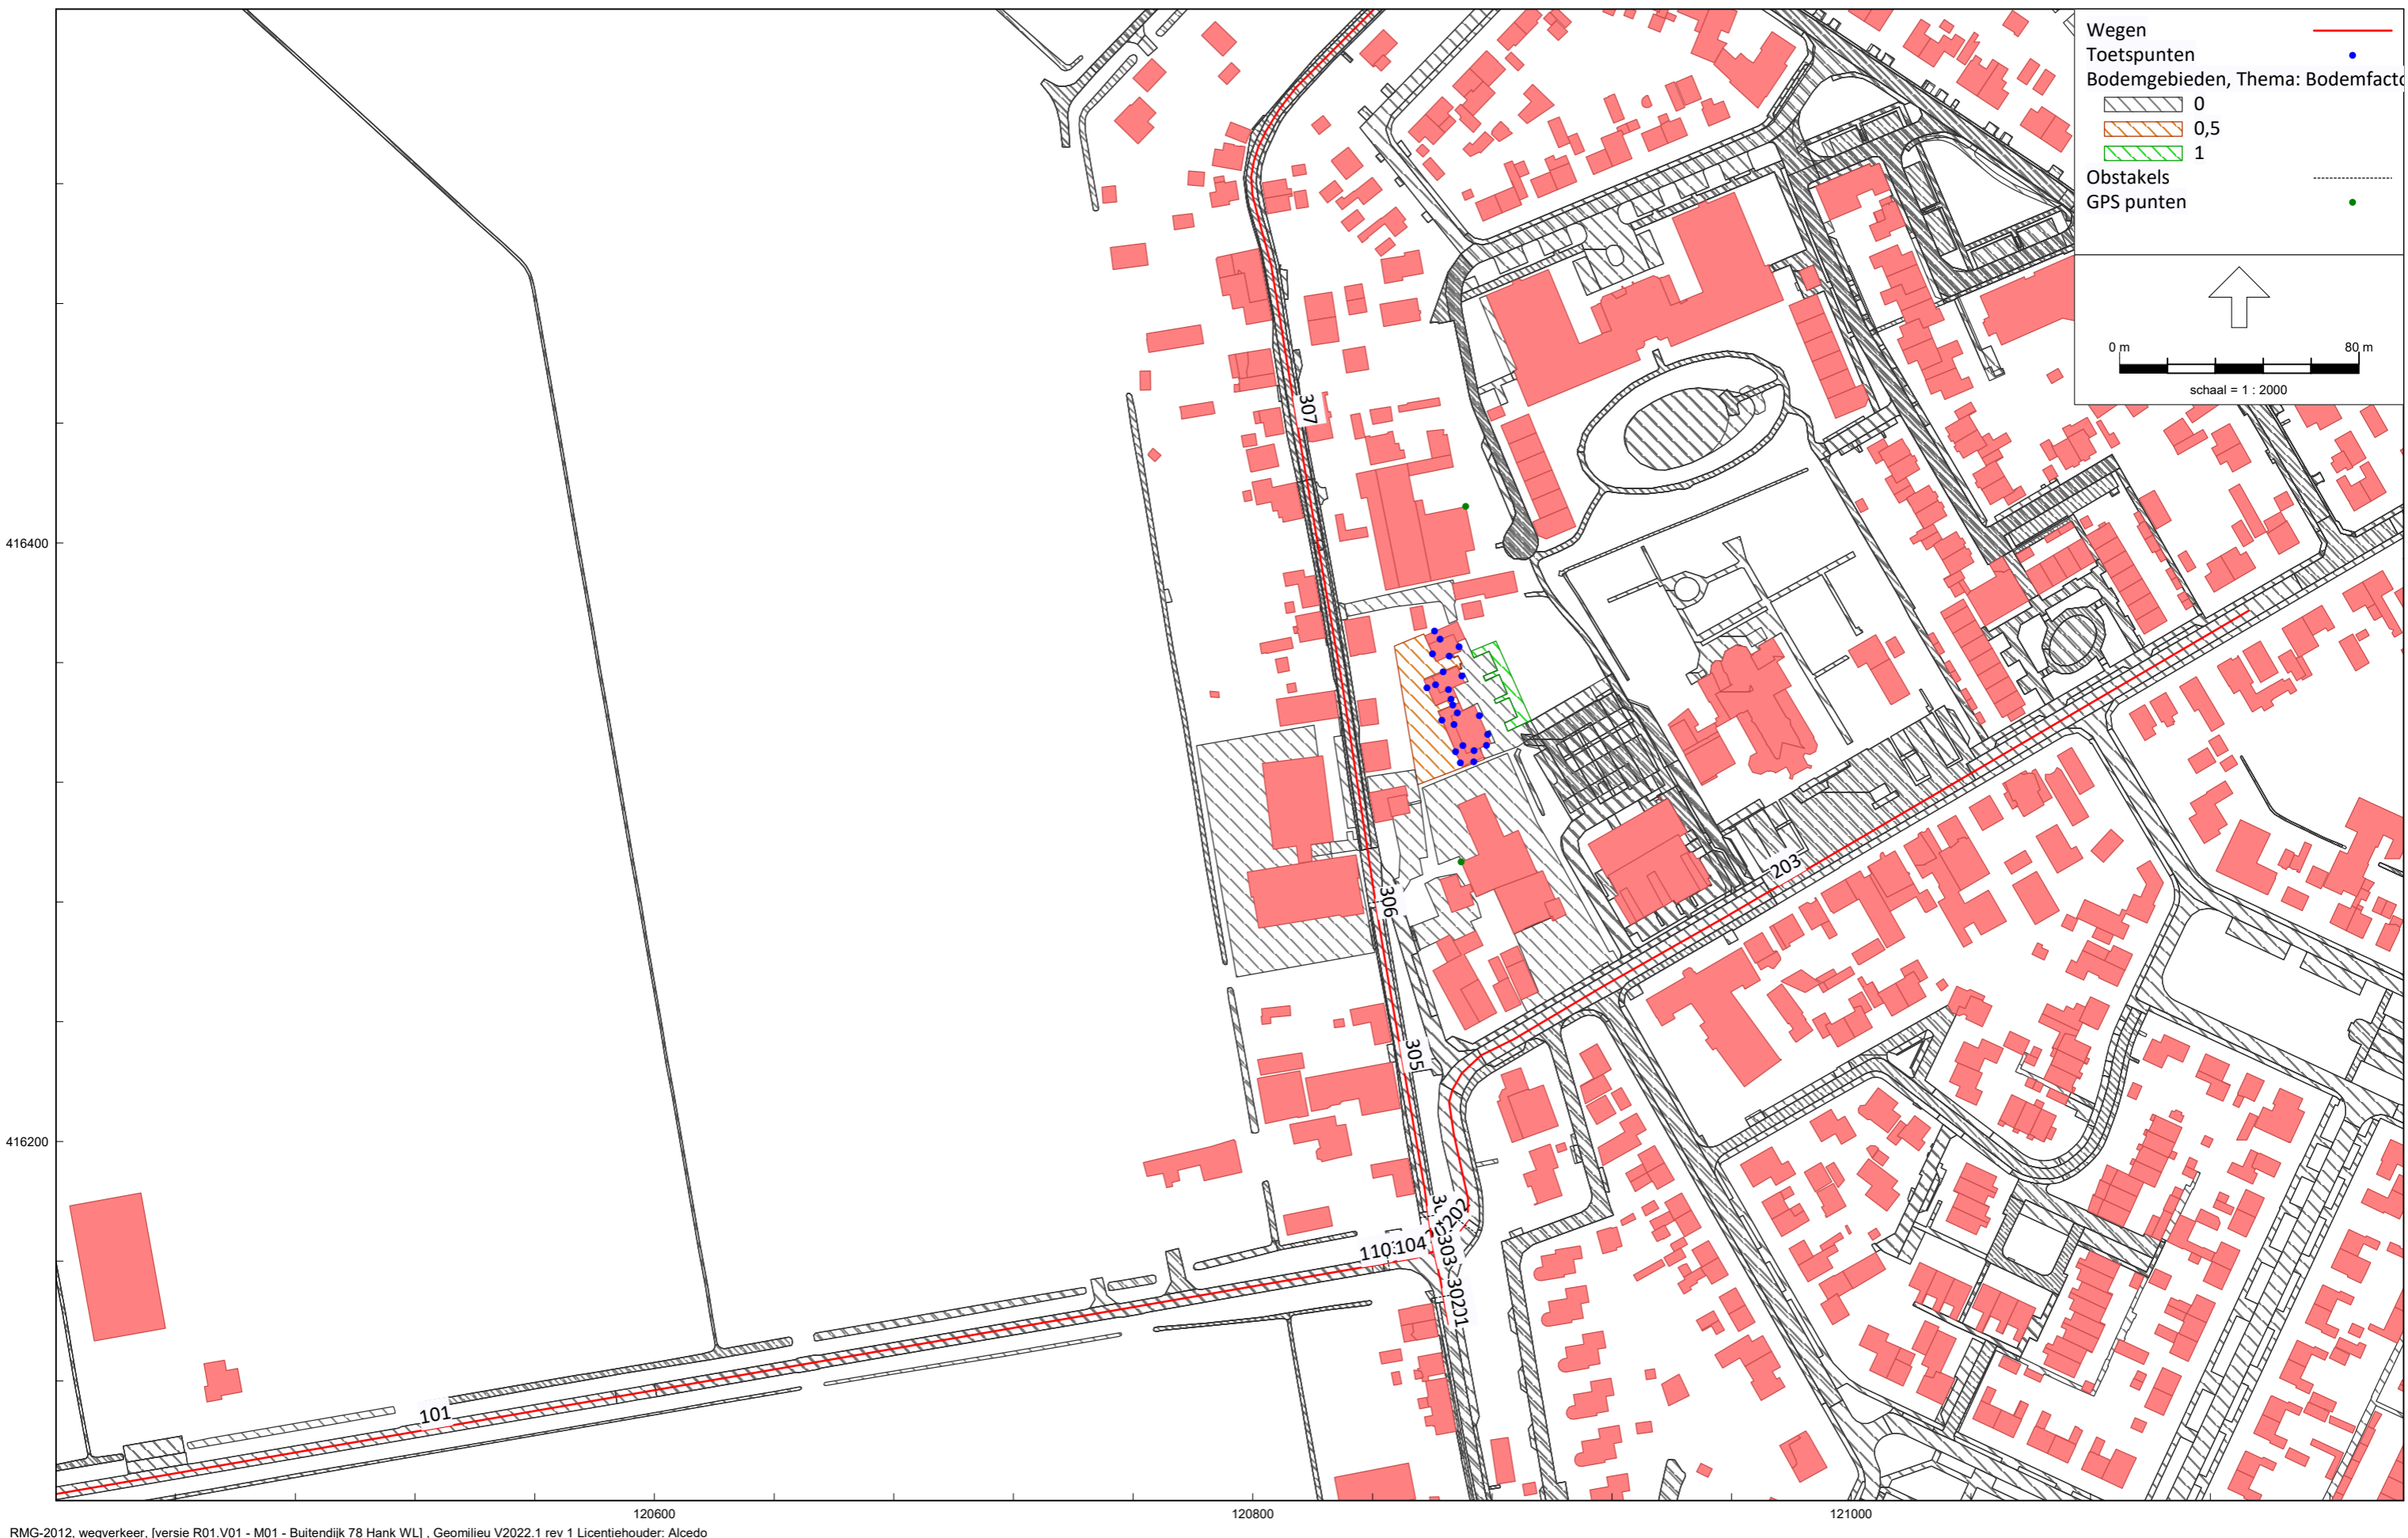 Wegen
Toetspunten
Bodemgebieden, Thema: Bodemfacto
0
0,5
1
Obstakels
GPS punten
0 m
80 m
schaal = 1 : 2000
307
416400
203
306
305
416200
202
110
104
303
101
120600
120800
121000
RMG-2012, wegverkeer, [versie R01.V01 - M01 - Buitendijk 78 Hank WL] , Geomilieu V2022.1 rev 1 Licentiehouder: Alcedo